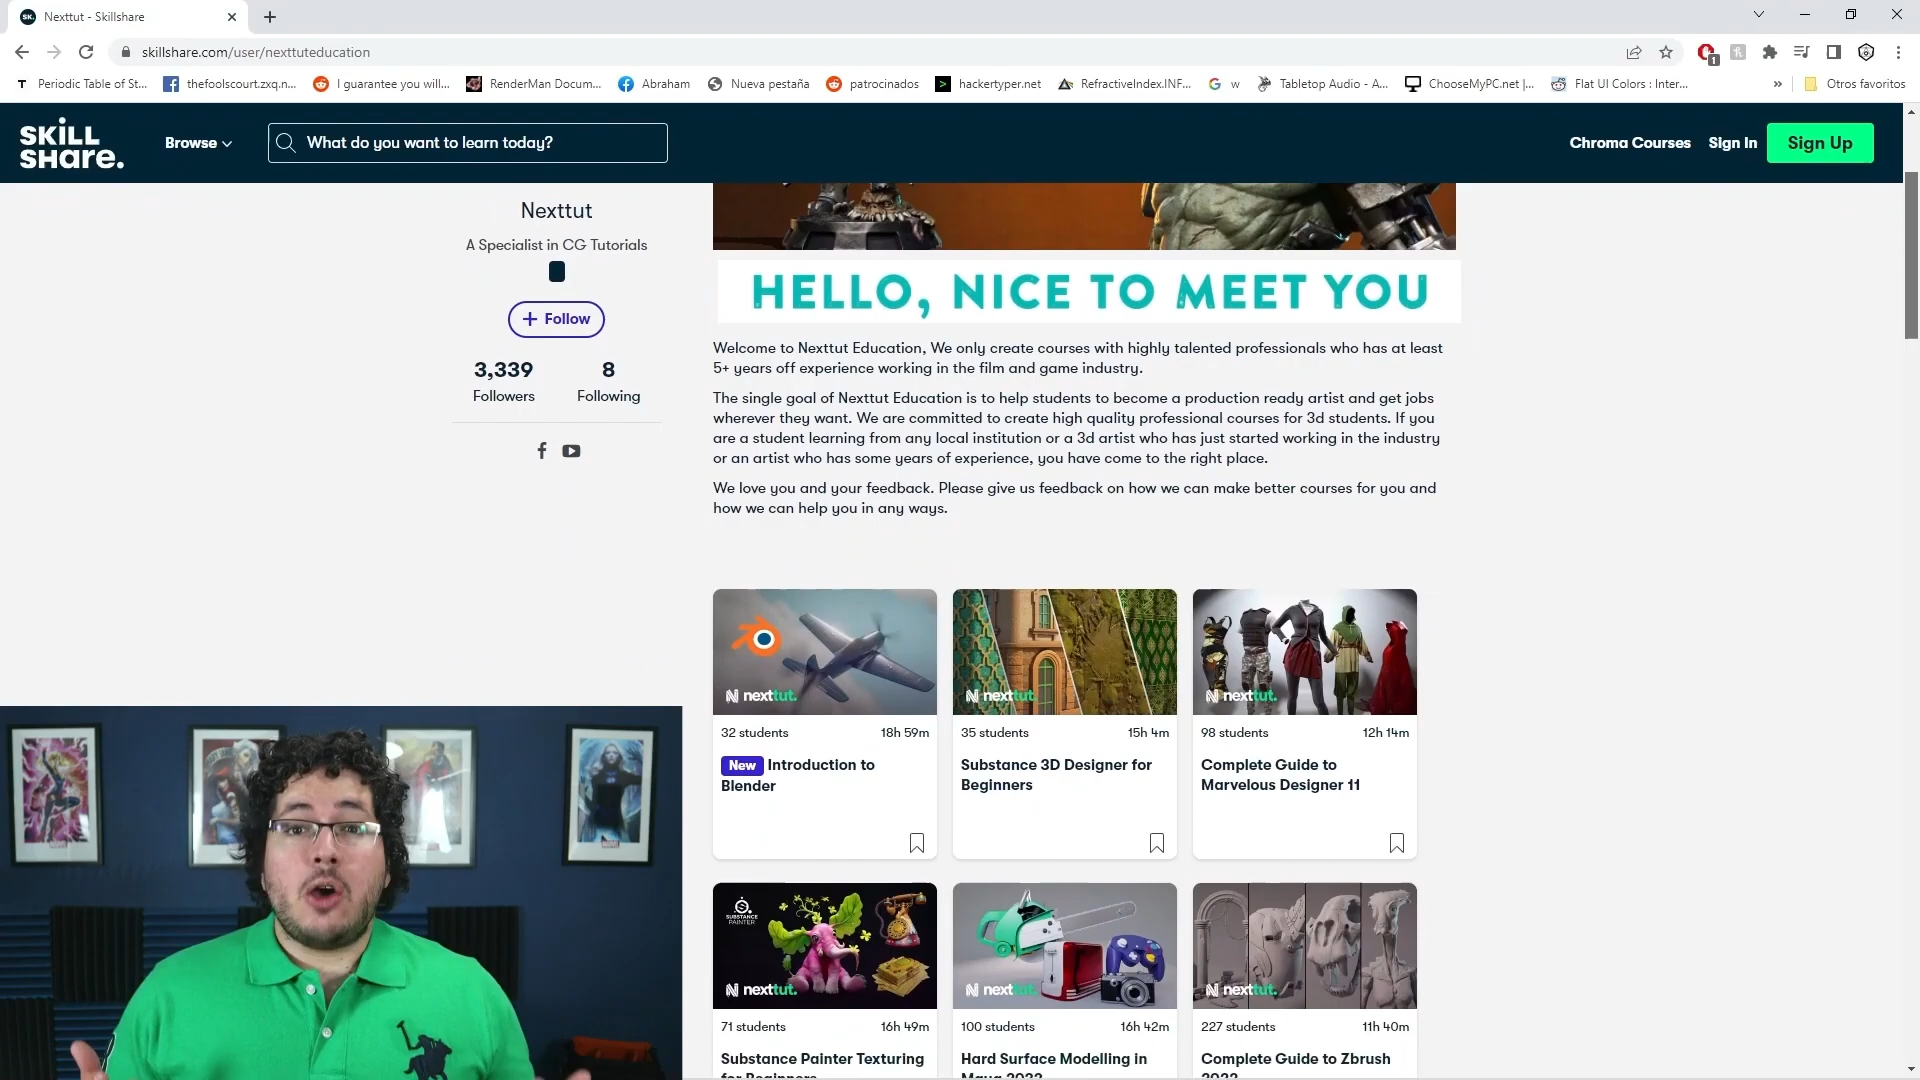 Nexttut - Skillshare
skillshare.com/user/nexttuteducation
1
Periodic Table of St...
thefoolscourt.zxq.n...
I guarantee you will...
RenderMan Docum...
Abraham
Nueva pestaña
patrocinados
hackertyper.net
RefractiveIndex.INF...
w
Tabletop Audio - A...
ChooseMyPC.net |...
Flat UI Colors : Inter...
»
Otros favoritos
SKILL
SHare.
Browse
What do you want to learn today?
Chroma Courses
Sign In
Sign Up
Nexttut
A Specialist in CG Tutorials
+ Follow
3,339
Followers
8
Following
HELLO, NICE TO MEET YOU
Welcome to Nexttut Education, We only create courses with highly talented professionals who has at least
5+ years off experience working in the film and game industry.
The single goal of Nexttut Education is to help students to become a production ready artist and get jobs
wherever they want. We are committed to create high quality professional courses for 3d students. If you
are a student learning from any local institution or a 3d artist who has just started working in the industry
or an artist who has some years of experience, you have come to the right place.
We love you and your feedback. Please give us feedback on how we can make better courses for you and
how we can help you in any ways.
nexttut.
32 students
18h 59m
New Introduction to
Blender
nexttut.
35 students
15h 4m
Substance 3D Designer for
Beginners
nexttut.
98 students
12h 14m
Complete Guide to
Marvelous Designer 11
SUBSTANCE
PAINTER
nexttut.
71 students
16h 49m
Substance Painter Texturing
for Beginners
nexttut.
100 students
16h 42m
Hard Surface Modelling in
Maya 2022
nexttut.
227 students
11h 40m
Complete Guide to Zbrush
2022